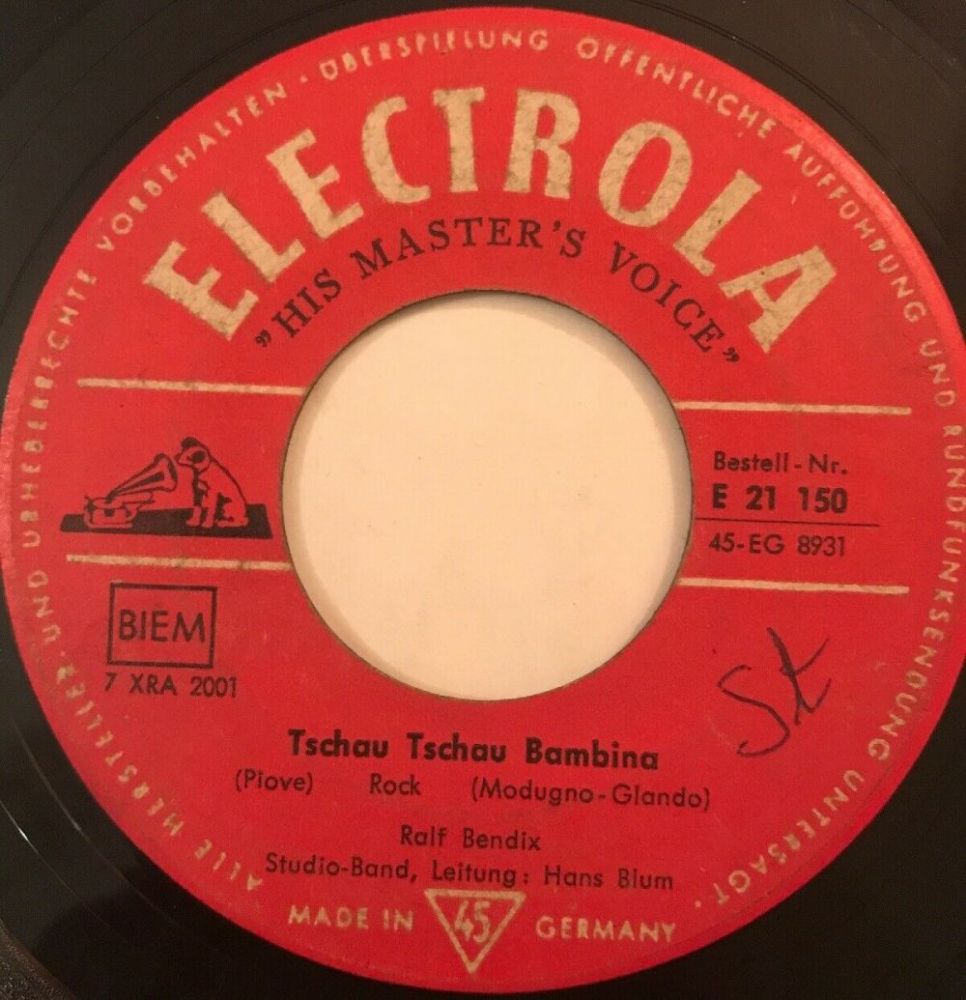 ALLE HERSTELLER- UND URHEBERRECHTE VORBEHALTEN · ÜBERSPIELUNG ÖFFENTLICHE AUFFÜHRUNG UND RUNDFUNKSENDUNG UNTERSAGT ·
ELECTROLA
„HIS MASTER'S VOICE”
Bestell-Nr.
E 21 150
45-EG 8931
BIEM
7 XRA 2001
St
Tschau Tschau Bambina
(Piove) Rock (Modugno-Glando)
Ralf Bendix
Studio-Band, Leitung: Hans Blum
MADE IN 45 GERMANY